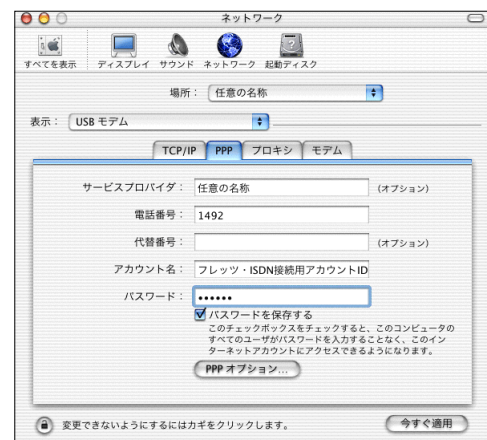 ネットワーク
すべてを表示 ディスプレイ サウンド ネットワーク 起動ディスク
場所： 任意の名称
表示： USB モデム
TCP/IP PPP プロキシ モデム
サービスプロバイダ： 任意の名称 (オプション)
電話番号： 1492
代替番号： (オプション)
アカウント名： フレッツ・ISDN接続用アカウントID
パスワード： ••••••
パスワードを保存する
このチェックボックスをチェックすると、このコンピュータの
すべてのユーザがパスワードを入力することなく、このイン
ターネットアカウントにアクセスできるようになります。
PPP オプション...
変更できないようにするにはカギをクリックします。 今すぐ適用